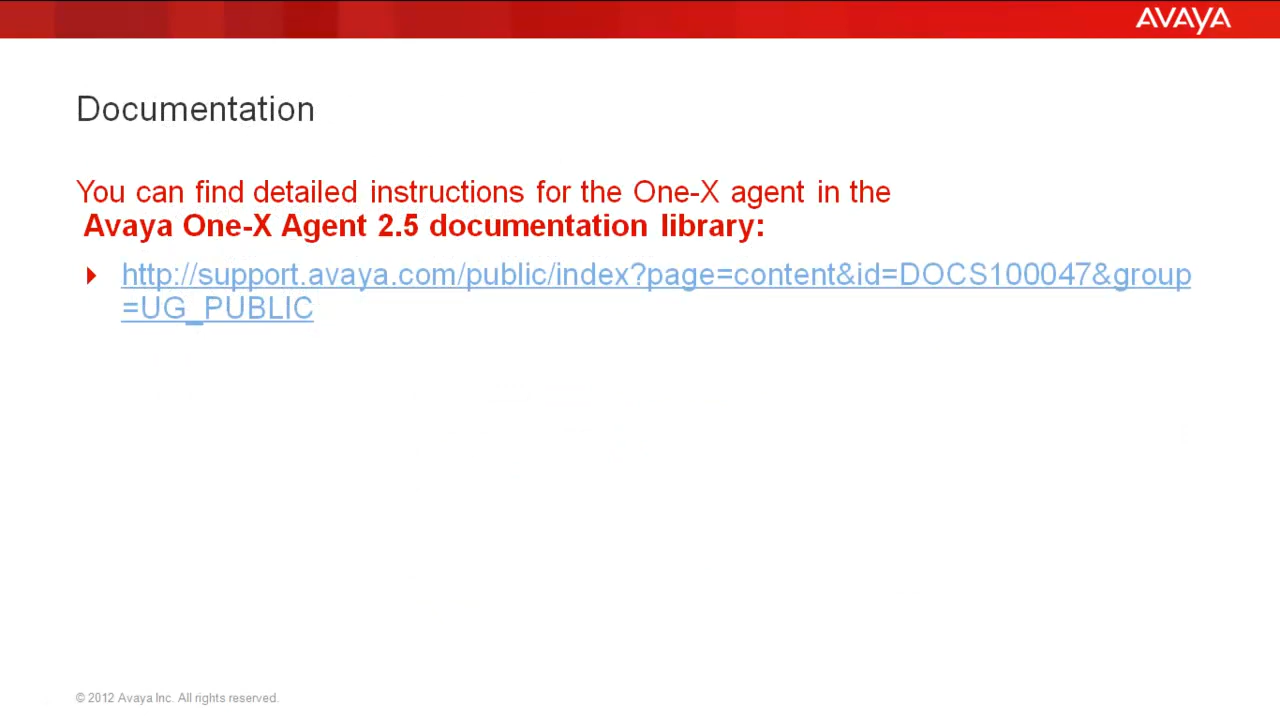 AVAYA
Documentation
You can find detailed instructions for the One-X agent in the
Avaya One-X Agent 2.5 documentation library:
http://support.avaya.com/public/index?page=content&id=DOCS100047&group
=UG_PUBLIC
© 2012 Avaya Inc. All rights reserved.